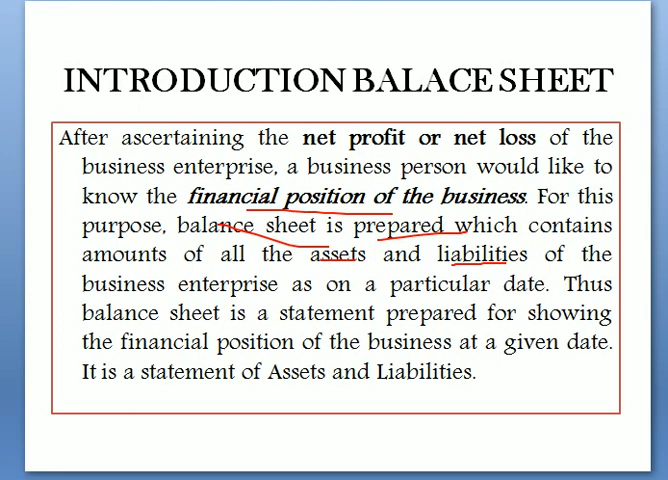 INTRODUCTION BALACE SHEET
After ascertaining the net profit or net loss of the
business enterprise, a business person would like to
know the financial position of the business. For this
purpose, balance sheet is prepared which contains
amounts of all the assets and liabilities of the
business enterprise as on a particular date. Thus
balance sheet is a statement prepared for showing
the financial position of the business at a given date.
It is a statement of Assets and Liabilities.